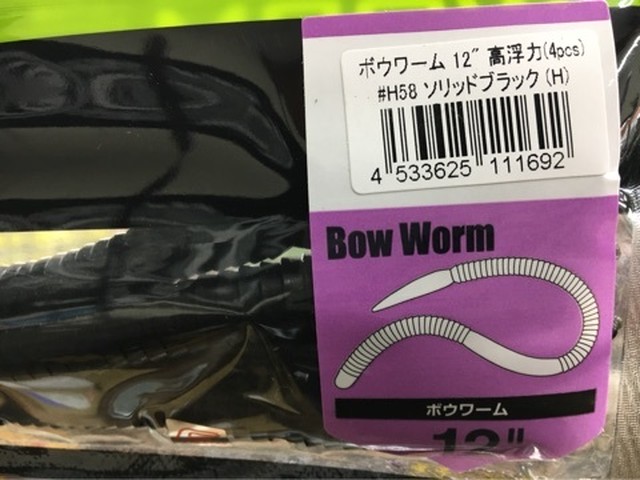 ボウワーム 12″ 高浮力(4pcs)
#H58 ソリッドブラック (H)
4 533625 111692
Bow Worm
ボウワーム
12"